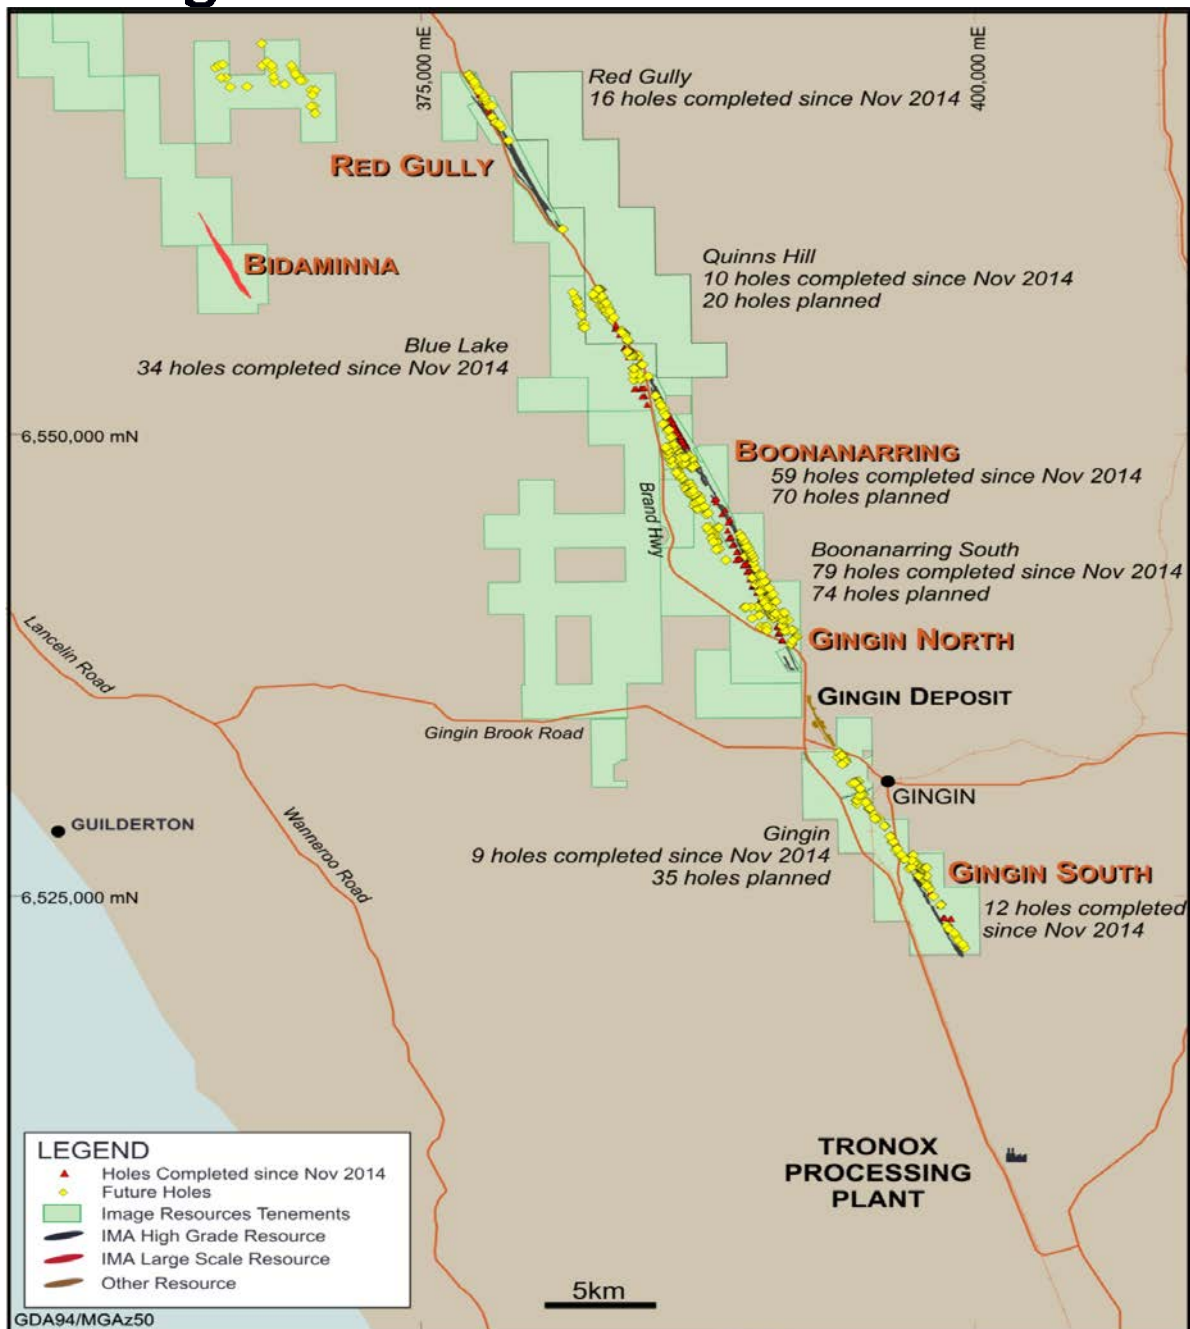 375,000 mE
400,000 mE
Red Gully
16 holes completed since Nov 2014
RED GULLY
Quinns Hill
10 holes completed since Nov 2014
20 holes planned
BIDAMINNA
Blue Lake
34 holes completed since Nov 2014
6,550,000 mN
BOONANARRING
59 holes completed since Nov 2014
70 holes planned
Brand Hwy
Boonanarring South
79 holes completed since Nov 2014
74 holes planned
Lancelin Road
GINGIN NORTH
GINGIN DEPOSIT
Gingin Brook Road
GINGIN
GUILDERTON
Wanneroo Road
Gingin
9 holes completed since Nov 2014
35 holes planned
GINGIN SOUTH
6,525,000 mN
12 holes completed
since Nov 2014
TRONOX
PROCESSING
PLANT
LEGEND
Holes Completed since Nov 2014
Future Holes
Image Resources Tenements
IMA High Grade Resource
IMA Large Scale Resource
Other Resource
5km
GDA94/MGAz50